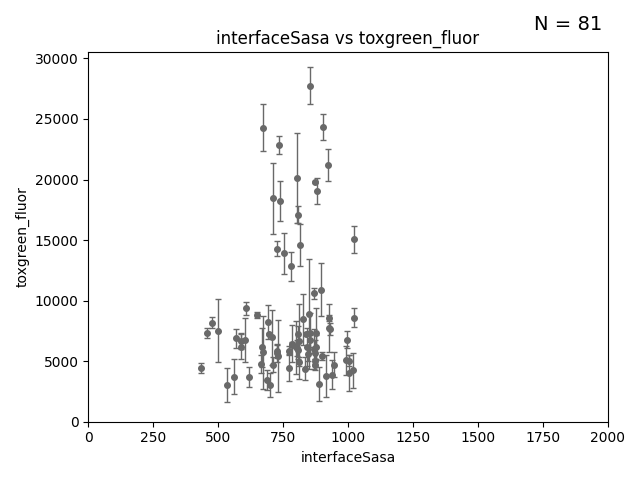 N = 81
interfaceSasa vs toxgreen_fluor
30000
25000
20000
15000
10000
5000
0
toxgreen_fluor
0 250 500 750 1000 1250 1500 1750 2000
interfaceSasa